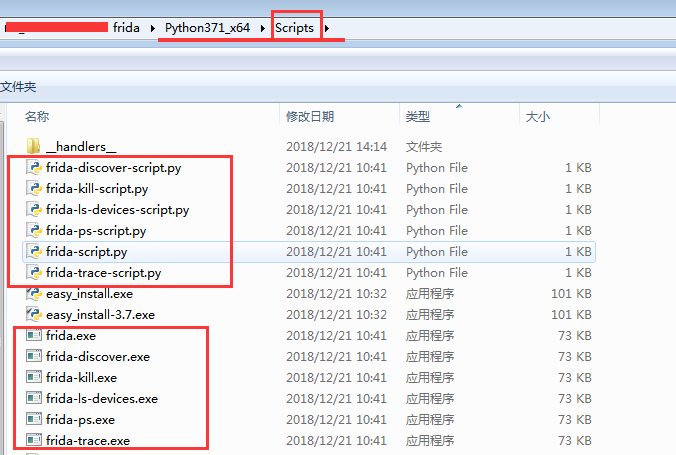 frida Python371_x64 Scripts
文件夹
名称 修改日期 类型 大小
__handlers__ 2018/12/21 14:14 文件夹
frida-discover-script.py 2018/12/21 10:41 Python File 1 KB
frida-kill-script.py 2018/12/21 10:41 Python File 1 KB
frida-ls-devices-script.py 2018/12/21 10:41 Python File 1 KB
frida-ps-script.py 2018/12/21 10:41 Python File 1 KB
frida-script.py 2018/12/21 10:41 Python File 1 KB
frida-trace-script.py 2018/12/21 10:41 Python File 1 KB
easy_install.exe 2018/12/21 10:32 应用程序 101 KB
easy_install-3.7.exe 2018/12/21 10:32 应用程序 101 KB
frida.exe 2018/12/21 10:41 应用程序 73 KB
frida-discover.exe 2018/12/21 10:41 应用程序 73 KB
frida-kill.exe 2018/12/21 10:41 应用程序 73 KB
frida-ls-devices.exe 2018/12/21 10:41 应用程序 73 KB
frida-ps.exe 2018/12/21 10:41 应用程序 73 KB
frida-trace.exe 2018/12/21 10:41 应用程序 73 KB